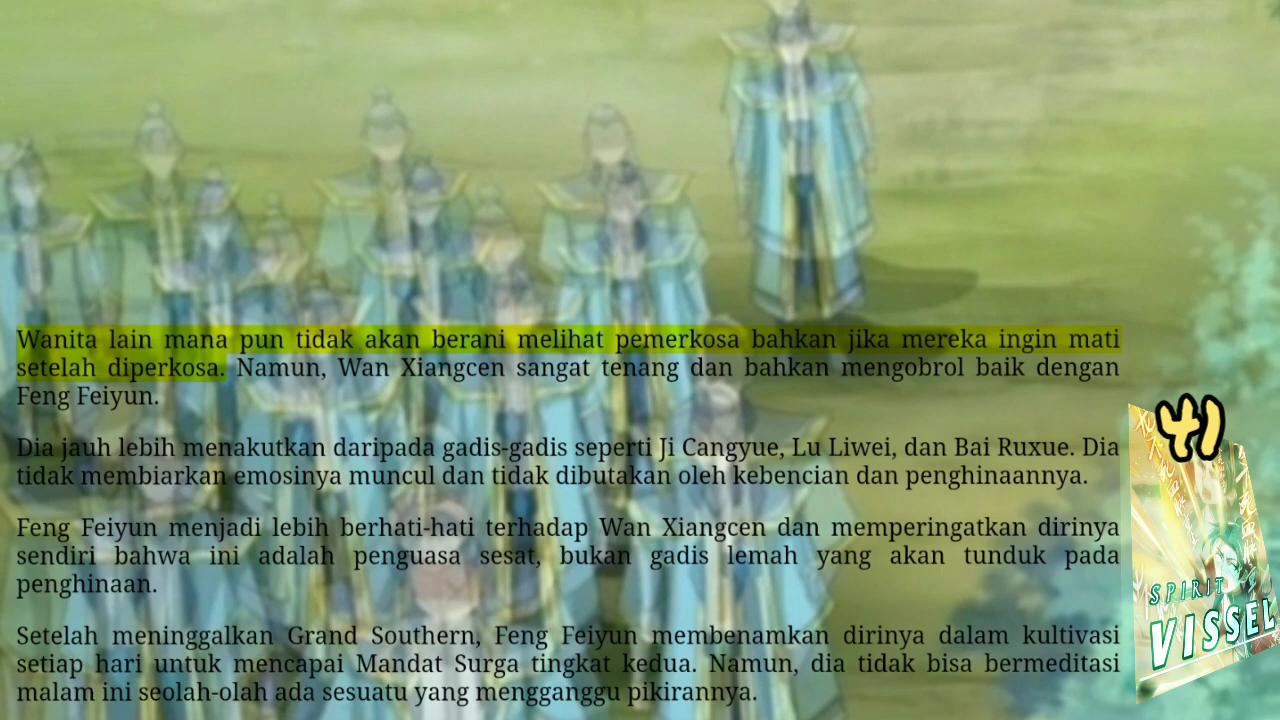 Wanita lain mana pun tidak akan berani melihat pemerkosa bahkan jika mereka ingin mati
setelah diperkosa. Namun, Wan Xiangcen sangat tenang dan bahkan mengobrol baik dengan
Feng Feiyun.
Dia jauh lebih menakutkan daripada gadis-gadis seperti Ji Cangyue, Lu Liwei, dan Bai Ruxue. Dia
tidak membiarkan emosinya muncul dan tidak dibutakan oleh kebencian dan penghinaannya.
Feng Feiyun menjadi lebih berhati-hati terhadap Wan Xiangcen dan memperingatkan dirinya
sendiri bahwa ini adalah penguasa sesat, bukan gadis lemah yang akan tunduk pada
penghinaan.
Setelah meninggalkan Grand Southern, Feng Feiyun membenamkan dirinya dalam kultivasi
setiap hari untuk mencapai Mandat Surga tingkat kedua. Namun, dia tidak bisa bermeditasi
malam ini seolah-olah ada sesuatu yang mengganggu pikirannya.
41
SPIRIT
VISSEL